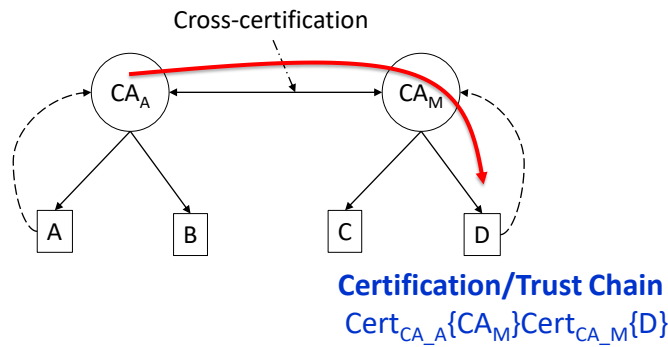 Cross-certification
CA_A CA_M
A B C D
Certification/Trust Chain
Cert_CA_A{CA_M}Cert_CA_M{D}